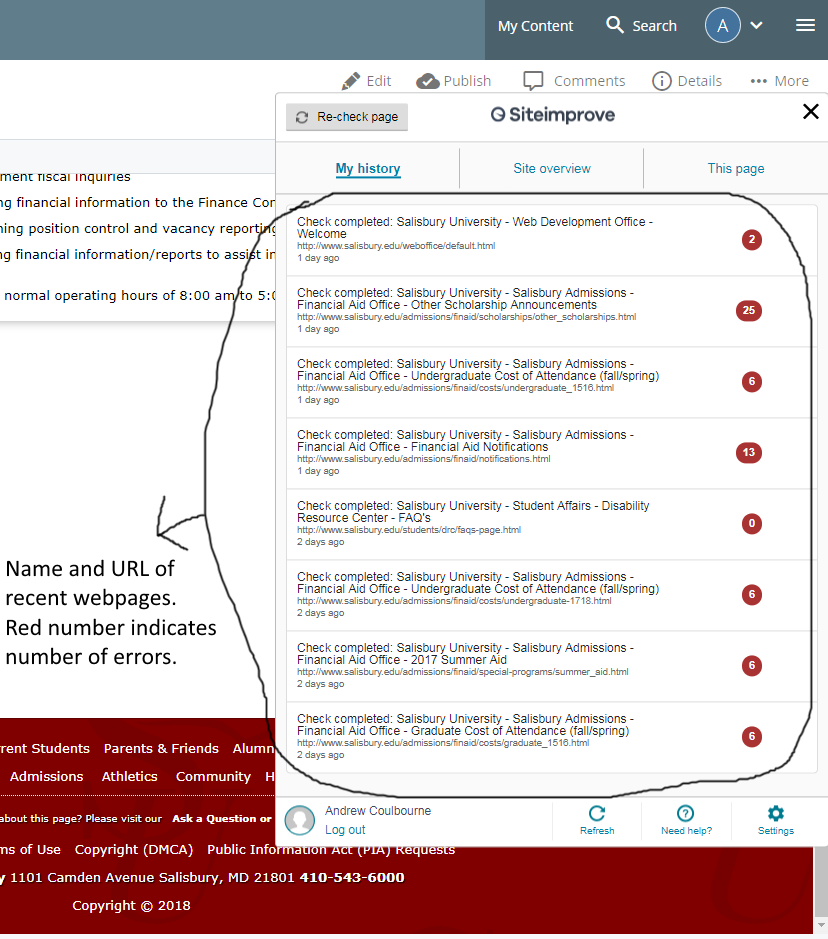 My Content Search A
Edit Publish Comments Details More
Re-check page Siteimprove
My history Site overview This page
ment fiscal inquiries
ng financial information to the Finance Cor
ning position control and vacancy reporting
ng financial information/reports to assist in
normal operating hours of 8:00 am to 5:0
Check completed: Salisbury University - Web Development Office -
Welcome
http://www.salisbury.edu/weboffice/default.html
1 day ago
2
Check completed: Salisbury University - Salisbury Admissions -
Financial Aid Office - Other Scholarship Announcements
http://www.salisbury.edu/admissions/finaid/scholarships/other_scholarships.html
1 day ago
25
Check completed: Salisbury University - Salisbury Admissions -
Financial Aid Office - Undergraduate Cost of Attendance (fall/spring)
http://www.salisbury.edu/admissions/finaid/costs/undergraduate_1516.html
1 day ago
6
Check completed: Salisbury University - Salisbury Admissions -
Financial Aid Office - Financial Aid Notifications
http://www.salisbury.edu/admissions/finaid/notifications.html
1 day ago
13
Check completed: Salisbury University - Student Affairs - Disability
Resource Center - FAQ's
http://www.salisbury.edu/students/drc/faqs-page.html
2 days ago
0
Check completed: Salisbury University - Salisbury Admissions -
Financial Aid Office - Undergraduate Cost of Attendance (fall/spring)
http://www.salisbury.edu/admissions/finaid/costs/undergraduate-1718.html
2 days ago
6
Check completed: Salisbury University - Salisbury Admissions -
Financial Aid Office - 2017 Summer Aid
http://www.salisbury.edu/admissions/finaid/special-programs/summer_aid.html
2 days ago
6
Check completed: Salisbury University - Salisbury Admissions -
Financial Aid Office - Graduate Cost of Attendance (fall/spring)
http://www.salisbury.edu/admissions/finaid/costs/graduate_1516.html
2 days ago
6
Name and URL of
recent webpages.
Red number indicates
number of errors.
Andrew Coulbourne
Log out
Refresh Need help? Settings
rrent Students Parents & Friends Alumn
Admissions Athletics Community H
about this page? Please visit our Ask a Question or
ms of Use Copyright (DMCA) Public Information Act (PIA) Requests
y 1101 Camden Avenue Salisbury, MD 21801 410-543-6000
Copyright © 2018